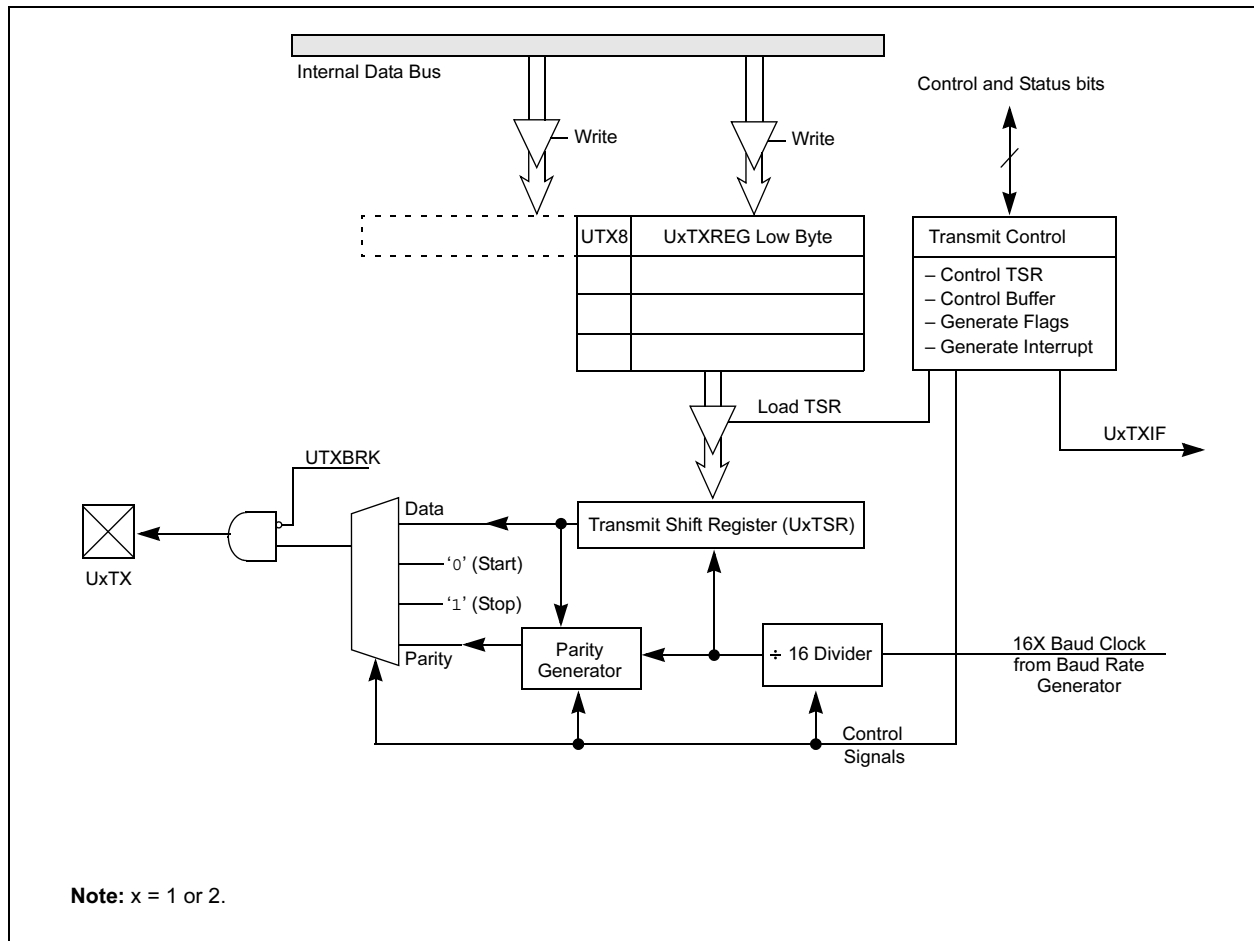 Internal Data Bus
Control and Status bits
Write
Write
UTX8
UxTXREG Low Byte
Transmit Control
– Control TSR
– Control Buffer
– Generate Flags
– Generate Interrupt
Load TSR
UxTXIF
UTXBRK
Data
Transmit Shift Register (UxTSR)
UxTX
‘0’ (Start)
‘1’ (Stop)
Parity
Parity
Generator
÷ 16 Divider
16X Baud Clock
from Baud Rate
Generator
Control
Signals
Note: x = 1 or 2.